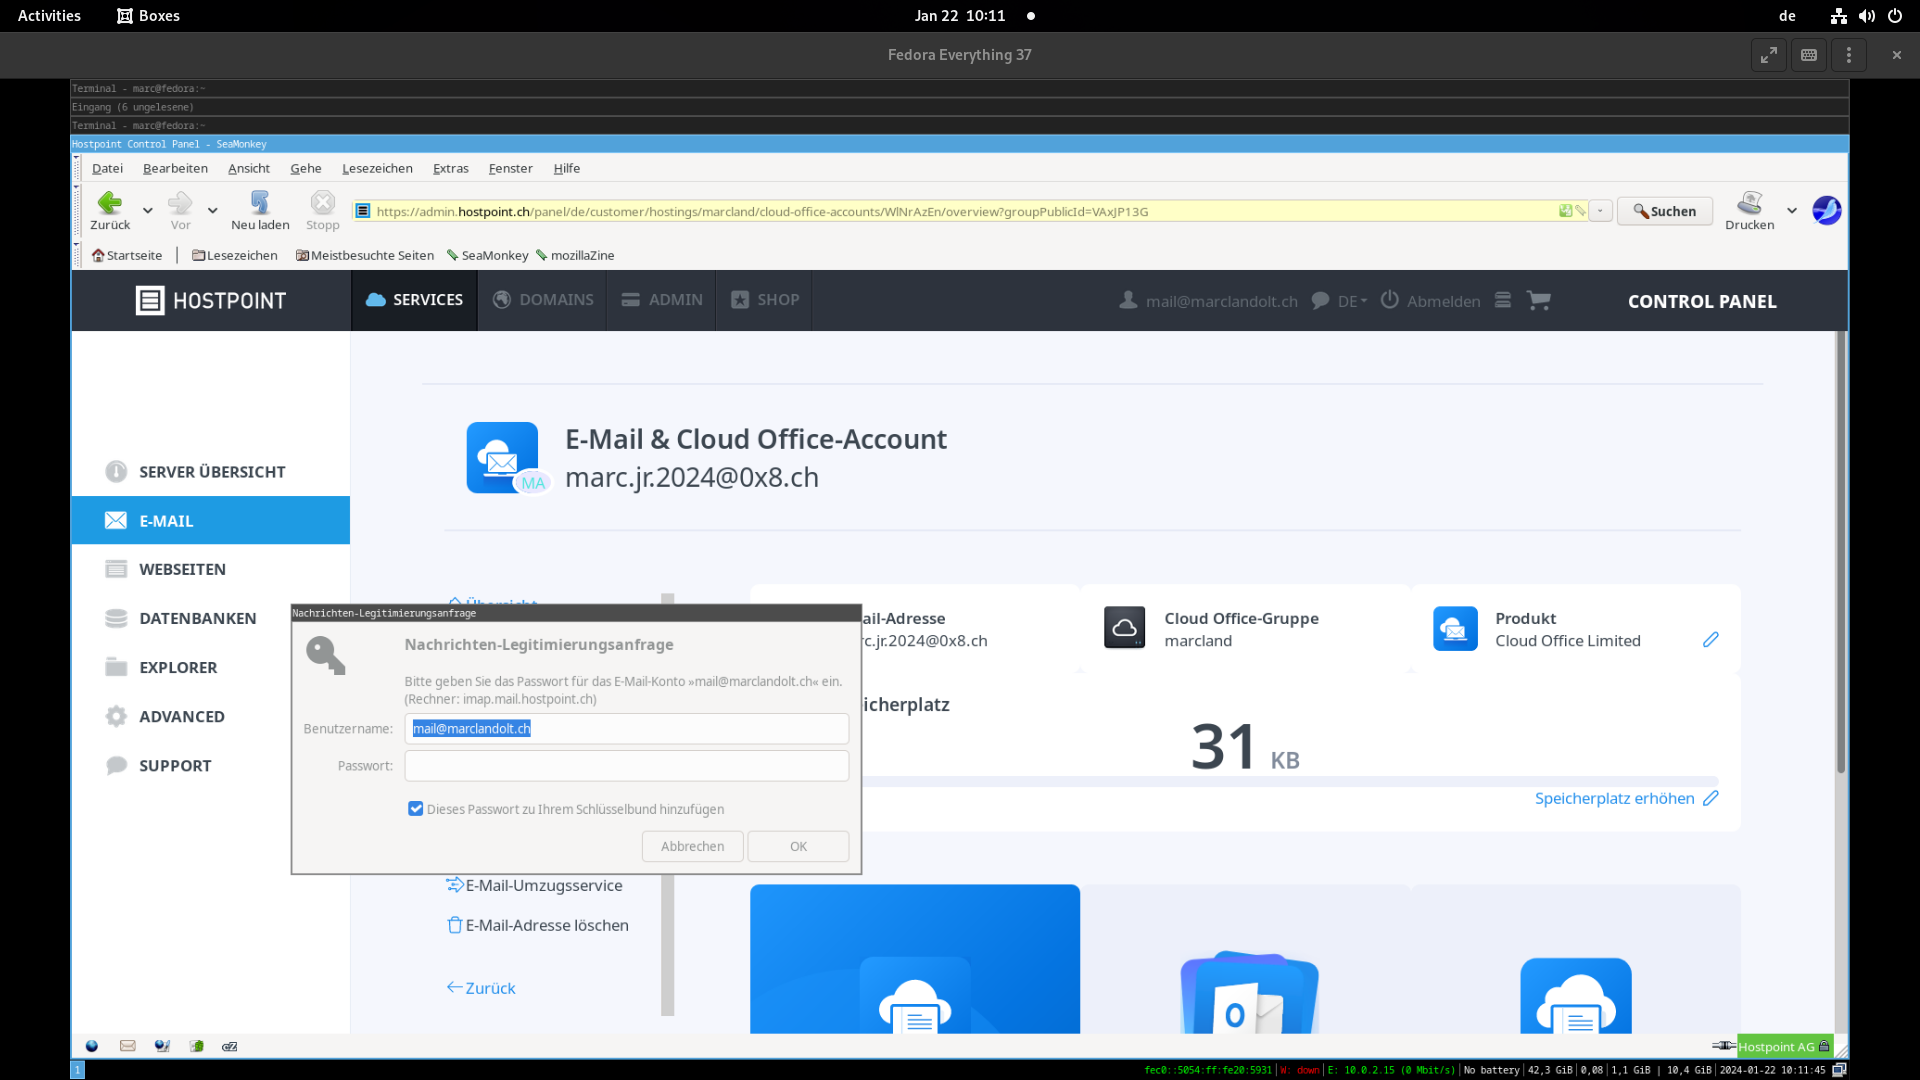 Activities
Boxes
Jan 22 10:11
de
Fedora Everything 37
Terminal - marc@fedora:~
Eingang (6 ungelesene)
Terminal - marc@fedora:~
Hostpoint Control Panel - SeaMonkey
Datei Bearbeiten Ansicht Gehe Lesezeichen Extras Fenster Hilfe
Zurück Vor Neu laden Stopp
https://admin.hostpoint.ch/panel/de/customer/hostings/marcland/cloud-office-accounts/WlNrAzEn/overview?groupPublicId=VAxJP13G
Suchen
Drucken
Startseite Lesezeichen Meistbesuchte Seiten SeaMonkey mozillaZine
HOSTPOINT
SERVICES DOMAINS ADMIN SHOP
mail@marclandolt.ch DE Abmelden
CONTROL PANEL
SERVER ÜBERSICHT
E-MAIL
WEBSEITEN
DATENBANKEN
EXPLORER
ADVANCED
SUPPORT
E-Mail & Cloud Office-Account
marc.jr.2024@0x8.ch
MA
Übersicht
ail-Adresse
rc.jr.2024@0x8.ch
Cloud Office-Gruppe
marcland
Produkt
Cloud Office Limited
eicherplatz
31 KB
Speicherplatz erhöhen
Nachrichten-Legitimierungsanfrage
Nachrichten-Legitimierungsanfrage
Bitte geben Sie das Passwort für das E-Mail-Konto »mail@marclandolt.ch« ein.
(Rechner: imap.mail.hostpoint.ch)
Benutzername: mail@marclandolt.ch
Passwort:
Dieses Passwort zu Ihrem Schlüsselbund hinzufügen
Abbrechen OK
E-Mail-Umzugsservice
E-Mail-Adresse löschen
Zurück
O
Hostpoint AG
1
fec0::5054:ff:fe20:5931 | W: down | E: 10.0.2.15 (0 Mbit/s) | No battery | 42,3 GiB | 0,08 | 1,1 GiB | 10,4 GiB | 2024-01-22 10:11:45